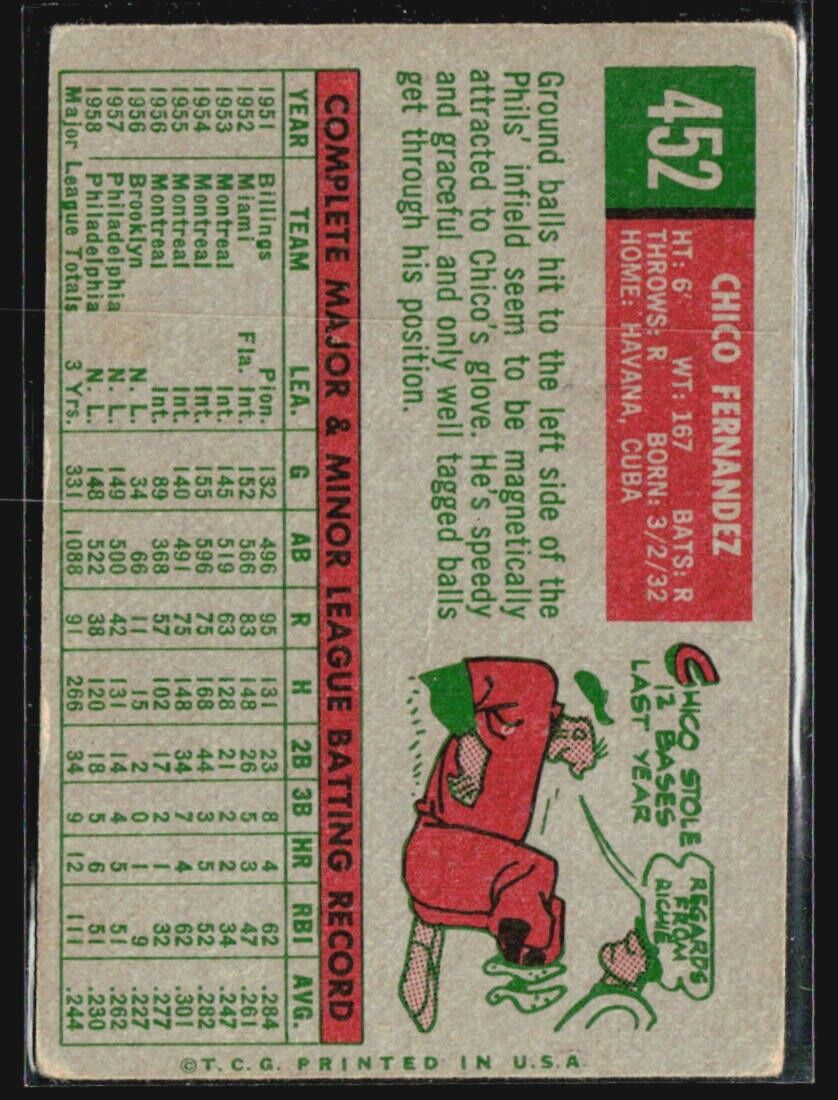 452
CHICO FERNANDEZ
HT: 6' WT: 167 BATS: R
THROWS: R BORN: 3/2/32
HOME: HAVANA, CUBA
Ground balls hit to the left side of the
Phils' infield seem to be magnetically
attracted to Chico's glove. He's speedy
and graceful and only well tagged balls
get through his position.
CHICO STOLE
12 BASES
LAST YEAR
REGARDS
FROM
RICHIE
COMPLETE MAJOR & MINOR LEAGUE BATTING RECORD
YEAR TEAM LEA. G AB R H 2B 3B HR RBI AVG.
1951 Billings Pion. 132 496 95 131 23 8 4 62 .284
1952 Miami Fla. Int. 152 566 83 148 26 5 3 47 .261
1953 Montreal Int. 145 519 63 128 21 2 2 34 .247
1954 Montreal Int. 155 596 75 168 44 3 5 52 .282
1955 Montreal Int. 140 491 75 148 34 7 4 62 .301
1956 Montreal Int. 89 368 57 102 17 2 1 32 .277
1956 Brooklyn N. L. 34 66 11 15 2 0 1 9 .227
1957 Philadelphia N. L. 149 500 42 131 14 4 5 51 .262
1958 Philadelphia N. L. 148 522 38 120 18 5 6 51 .230
Major League Totals 3 Yrs. 331 1088 91 266 34 9 12 111 .244
©T.C.G. PRINTED IN U.S.A.